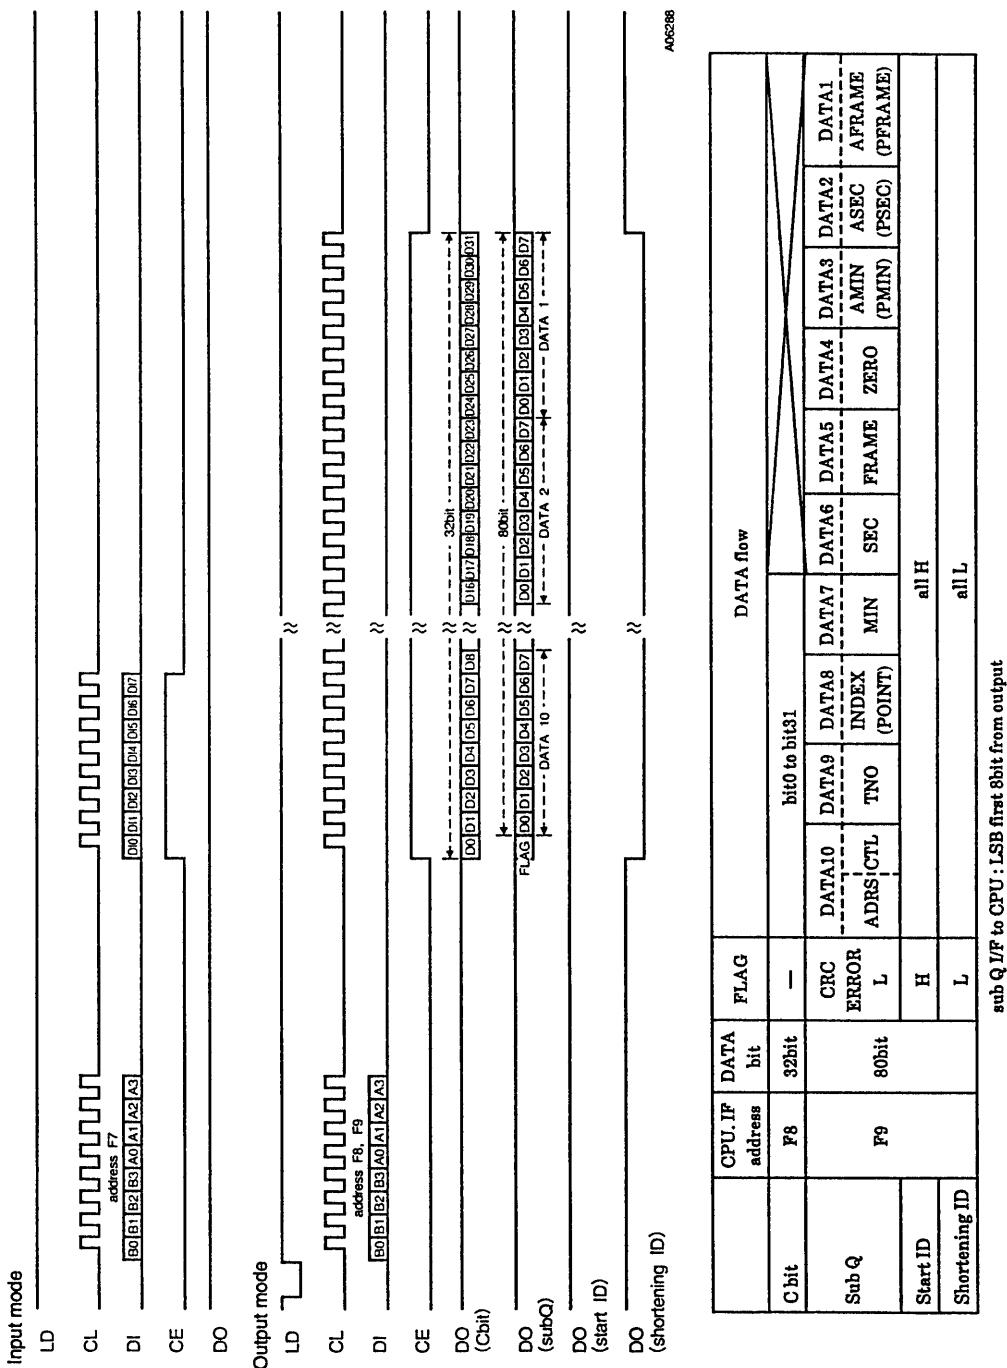 Input mode
LD
CL
address F7
DI
B0 B1 B2 B3 A0 A1 A2 A3
DI0 DI1 DI2 DI3 DI4 DI5 DI6 DI7
CE
DO
Output mode
LD
CL
address F8, F9
DI
B0 B1 B2 B3 A0 A1 A2 A3
CE
32bit
DO
(Cbit)
D0 D1 D2 D3 D4 D5 D6 D7 D8
D16 D17 D18 D19 D20 D21 D22 D23 D24 D25 D26 D27 D28 D29 D30 D31
80bit
DO
(subQ)
FLAG D0 D1 D2 D3 D4 D5 D6 D7
D0 D1 D2 D3 D4 D5 D6 D7 D0 D1 D2 D3 D4 D5 D6 D7
DATA 10
DATA 2
DATA 1
DO
(start ID)
DO
(shortening ID)
A06288
CPU. IF address DATA bit FLAG DATA flow
C bit F8 32bit — bit0 to bit31
Sub Q F9 80bit CRC ERROR L
DATA10 DATA9 DATA8 DATA7 DATA6 DATA5 DATA4 DATA3 DATA2 DATA1
ADRS CTL TNO INDEX (POINT) MIN SEC FRAME ZERO AMIN (PMIN) ASEC (PSEC) AFRAME (PFRAME)
Start ID H all H
Shortening ID L all L
sub Q I/F to CPU : LSB first 8bit from output